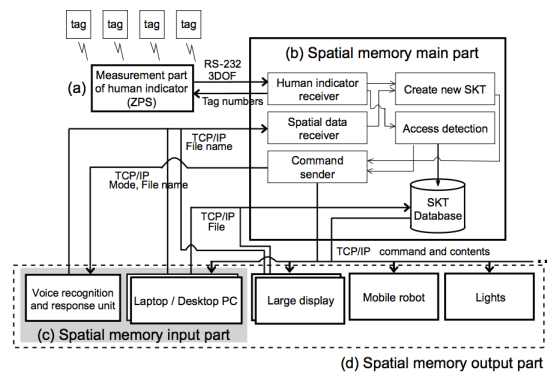 tag
tag
tag
tag
(a)
Measurement part
of human indicator
(ZPS)
RS-232
3DOF
Tag numbers
(b) Spatial memory main part
Human indicator
receiver
Create new SKT
Spatial data
receiver
Access detection
Command
sender
SKT
Database
TCP/IP
File name
TCP/IP
Mode, File name
TCP/IP
File
TCP/IP command and contents
Voice recognition
and response unit
Laptop / Desktop PC
Large display
Mobile robot
Lights
(c) Spatial memory input part
(d) Spatial memory output part